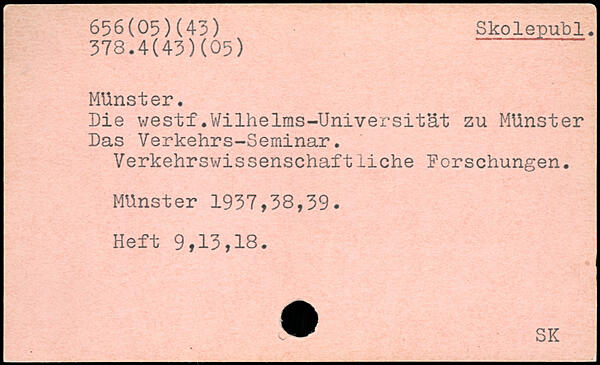 656(05)(43) Skolepubl.
378.4(43)(05)
Münster.
Die westf.Wilhelms-Universität zu Münster
Das Verkehrs-Seminar.
Verkehrswissenschaftliche Forschungen.
Münster 1937,38,39.
Heft 9,13,18.
SK